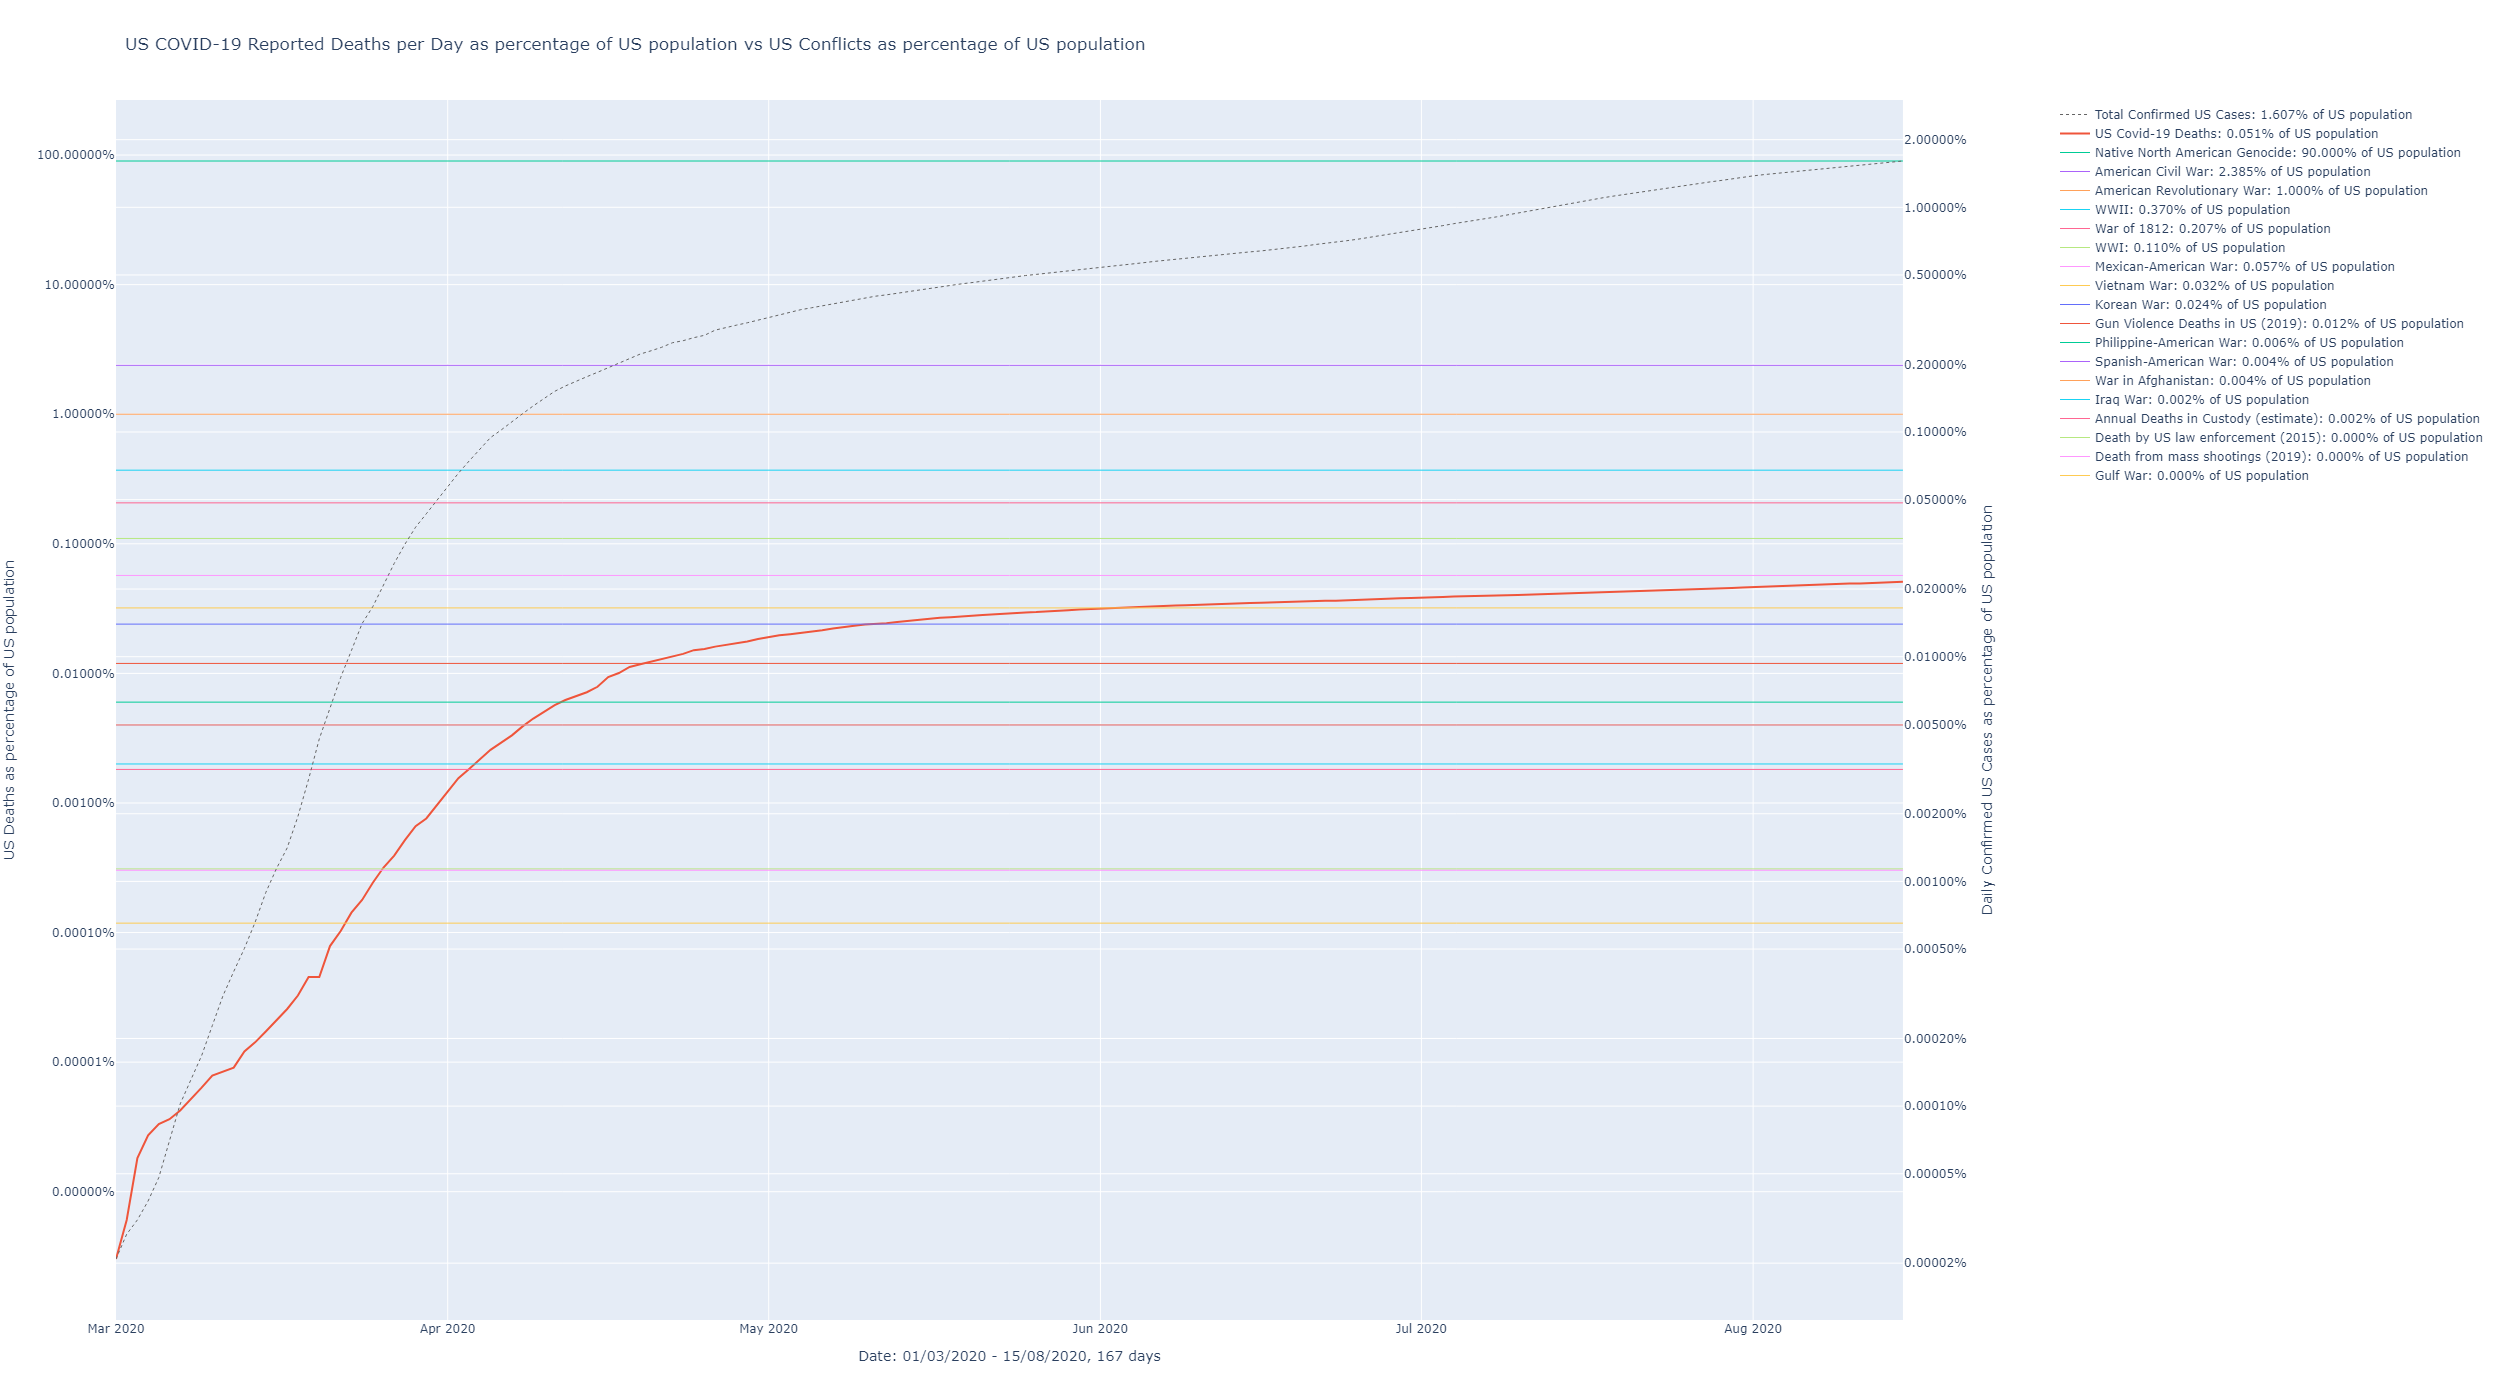 US COVID-19 Reported Deaths per Day as percentage of US population vs US Conflicts as percentage of US population
100.00000%
10.00000%
1.00000%
0.10000%
0.01000%
0.00100%
0.00010%
0.00001%
0.00000%
US Deaths as percentage of US population
Mar 2020
Apr 2020
May 2020
Jun 2020
Jul 2020
Aug 2020
Date: 01/03/2020 - 15/08/2020, 167 days
2.00000%
1.00000%
0.50000%
0.20000%
0.10000%
0.05000%
0.02000%
0.01000%
0.00500%
0.00200%
0.00100%
0.00050%
0.00020%
0.00010%
0.00005%
0.00002%
Daily Confirmed US Cases as percentage of US population
Total Confirmed US Cases: 1.607% of US population
US Covid-19 Deaths: 0.051% of US population
Native North American Genocide: 90.000% of US population
American Civil War: 2.385% of US population
American Revolutionary War: 1.000% of US population
WWII: 0.370% of US population
War of 1812: 0.207% of US population
WWI: 0.110% of US population
Mexican-American War: 0.057% of US population
Vietnam War: 0.032% of US population
Korean War: 0.024% of US population
Gun Violence Deaths in US (2019): 0.012% of US population
Philippine-American War: 0.006% of US population
Spanish-American War: 0.004% of US population
War in Afghanistan: 0.004% of US population
Iraq War: 0.002% of US population
Annual Deaths in Custody (estimate): 0.002% of US population
Death by US law enforcement (2015): 0.000% of US population
Death from mass shootings (2019): 0.000% of US population
Gulf War: 0.000% of US population